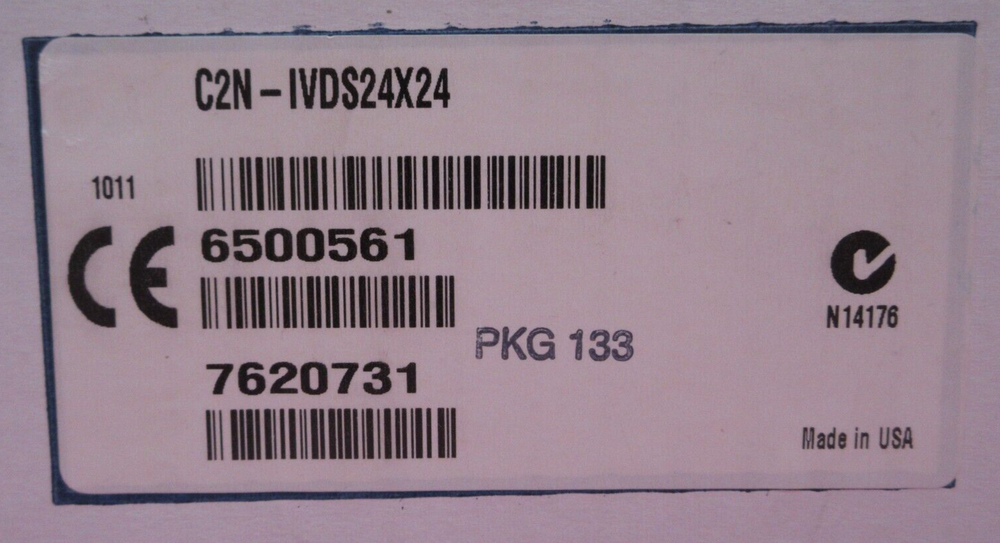 C2N-IVDS24X24
1011
CE
6500561
N14176
PKG 133
7620731
Made in USA